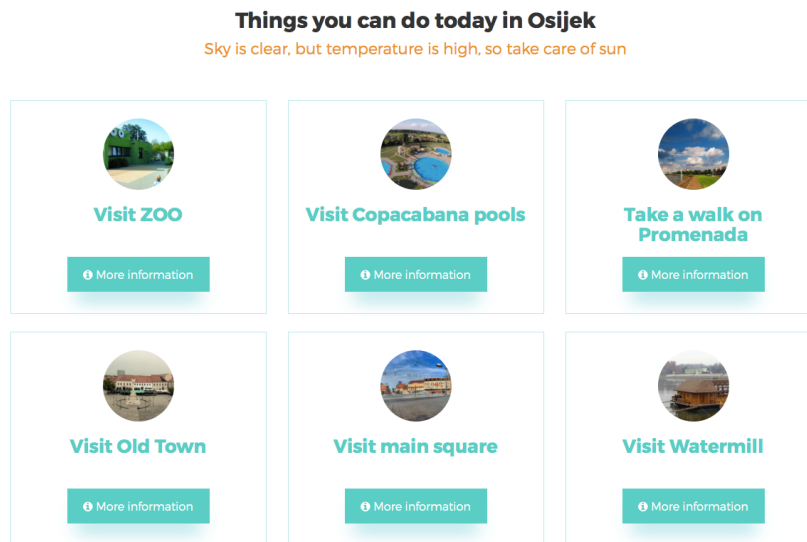 Things you can do today in Osijek
Sky is clear, but temperature is high, so take care of sun
Visit ZOO
Visit Copacabana pools
Take a walk on
Promenada
More information
More information
More information
Visit Old Town
Visit main square
Visit Watermill
More information
More information
More information